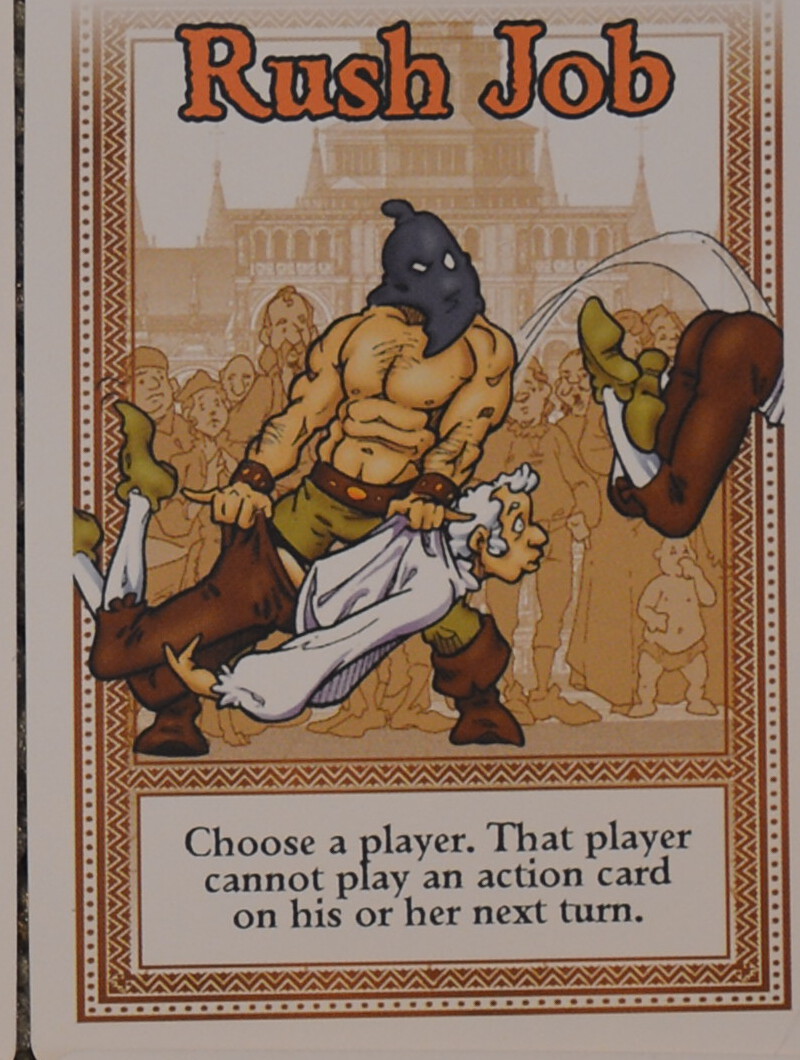 Rush Job
Choose a player. That player
cannot play an action card
on his or her next turn.